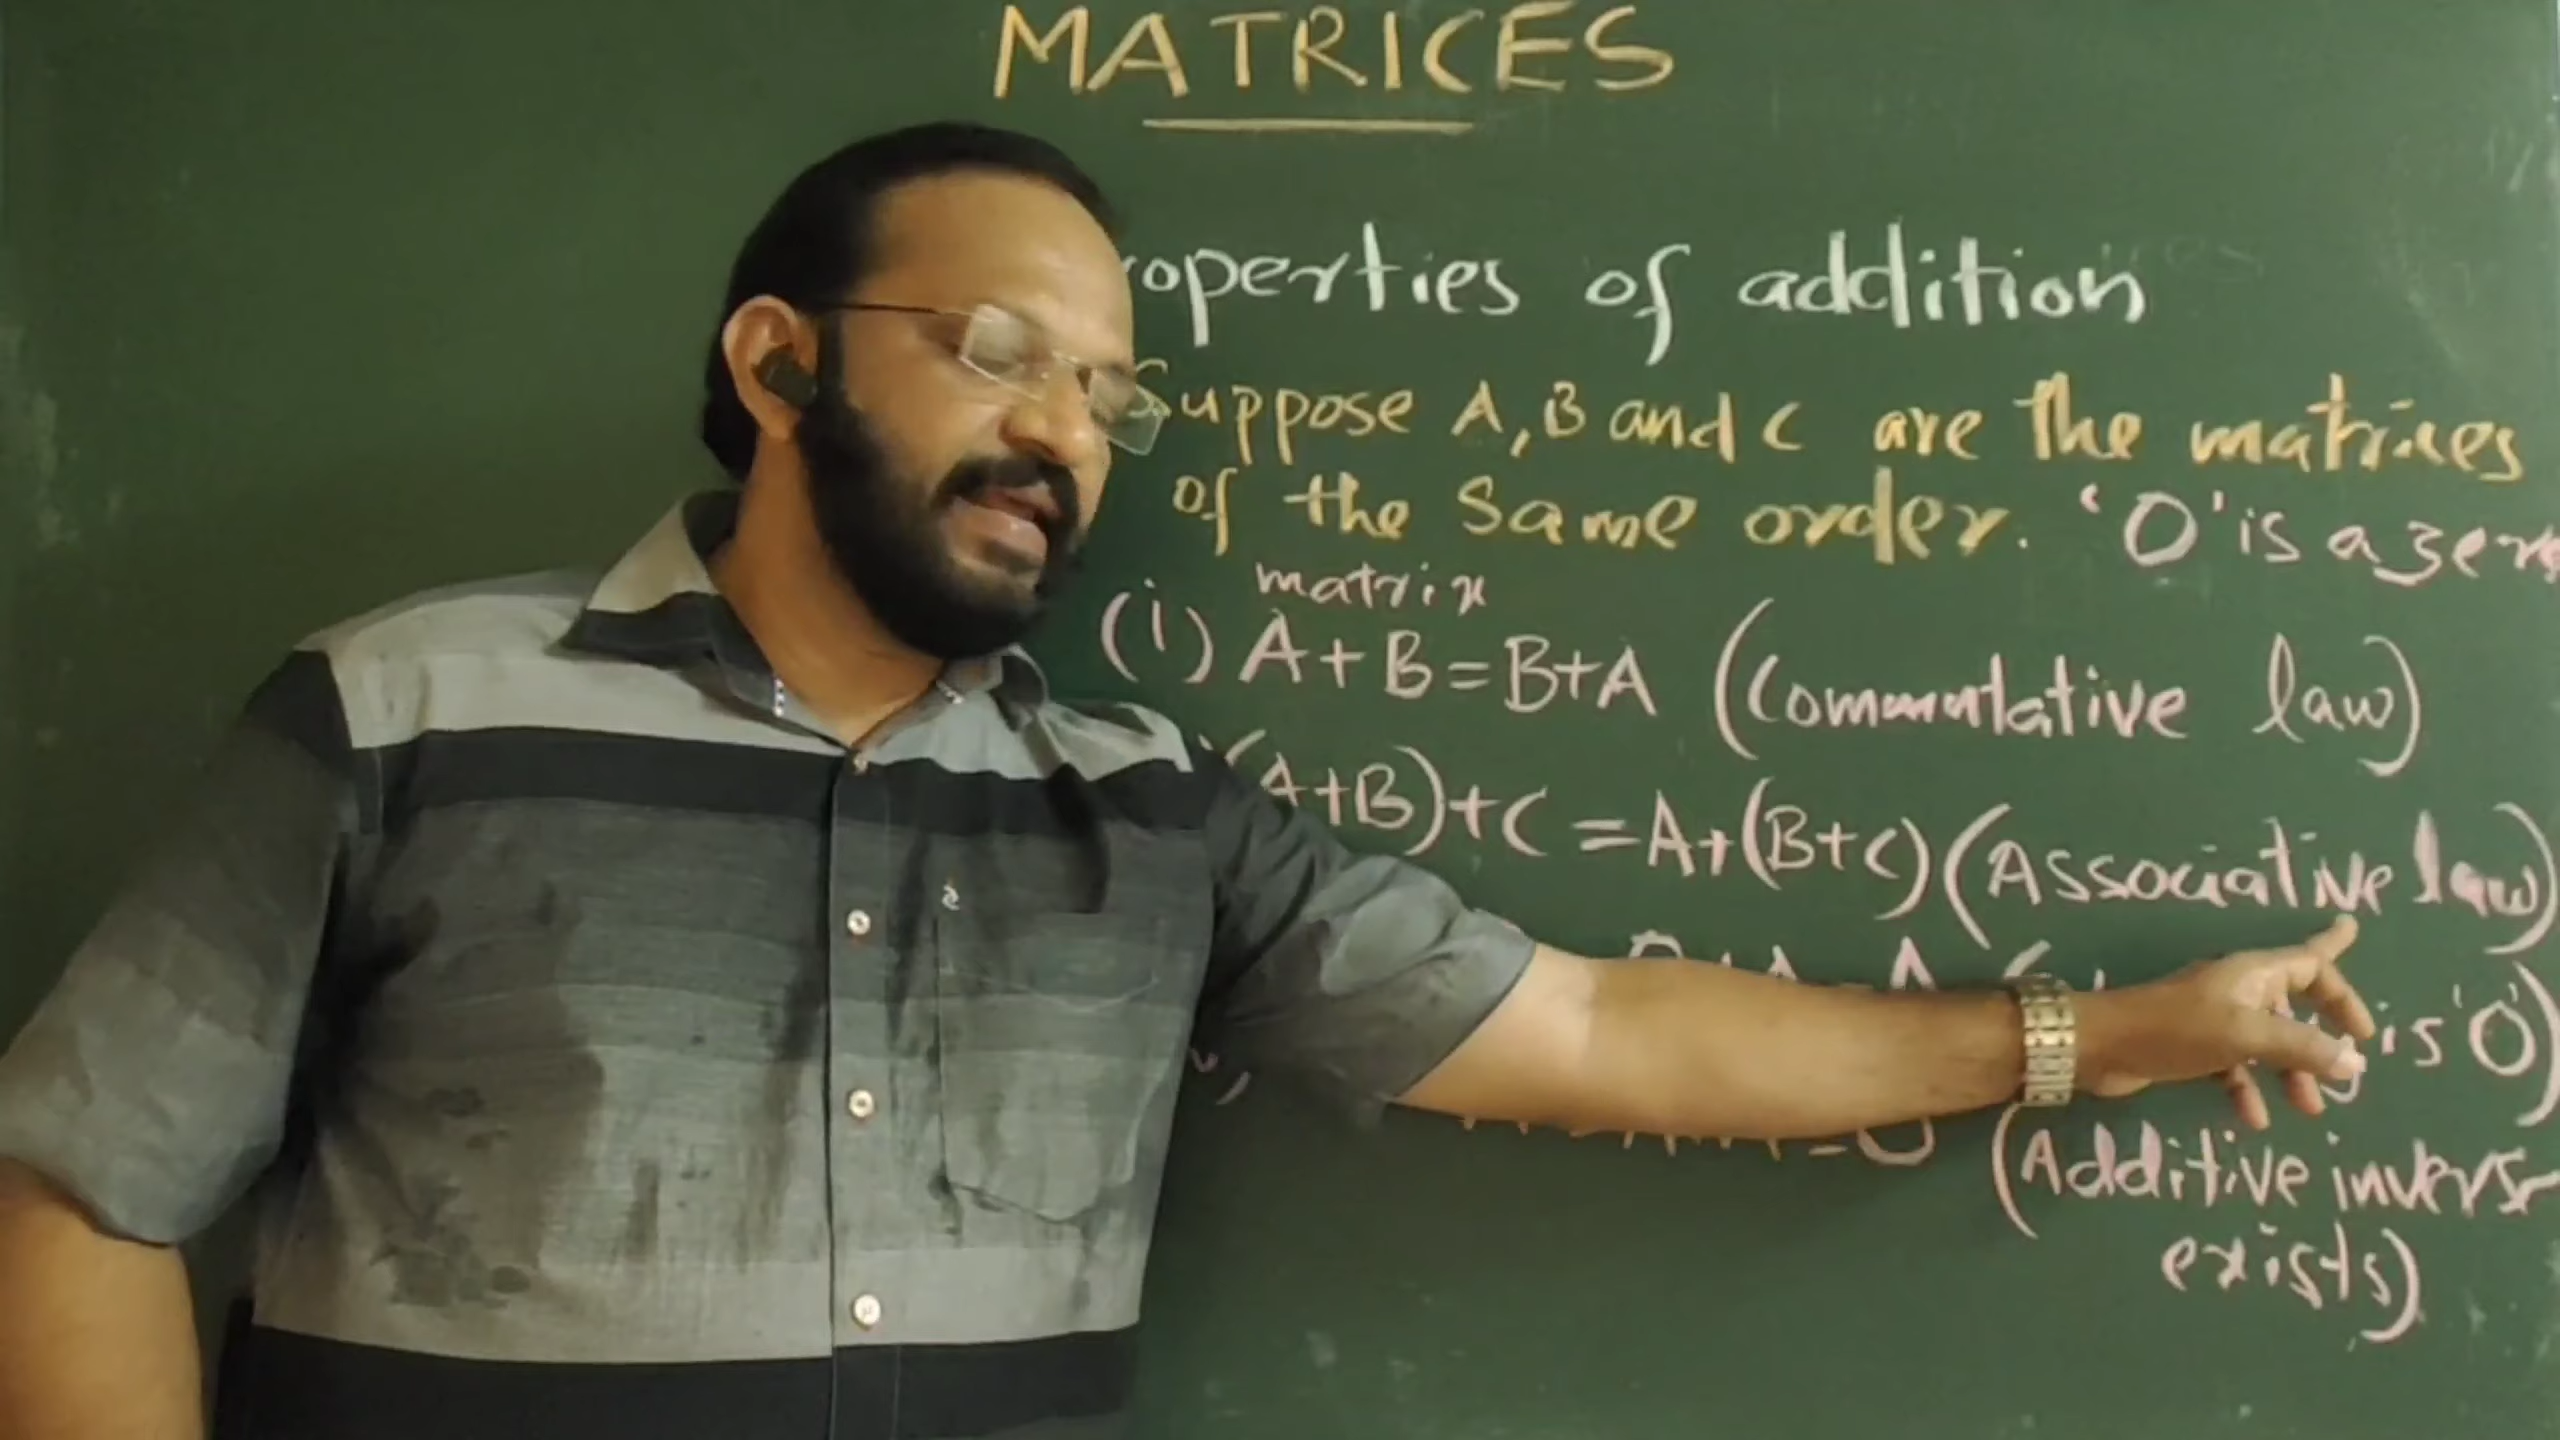 MATRICES
roperties of addition
Suppose A, B and C are the matrices
of the same order. 'O' is a zero
matrix
(i) A+B=B+A (Commutative law)
(A+B)+C =A+(B+C) (Associative law)
is 'O')
(Additive inverse
exists)